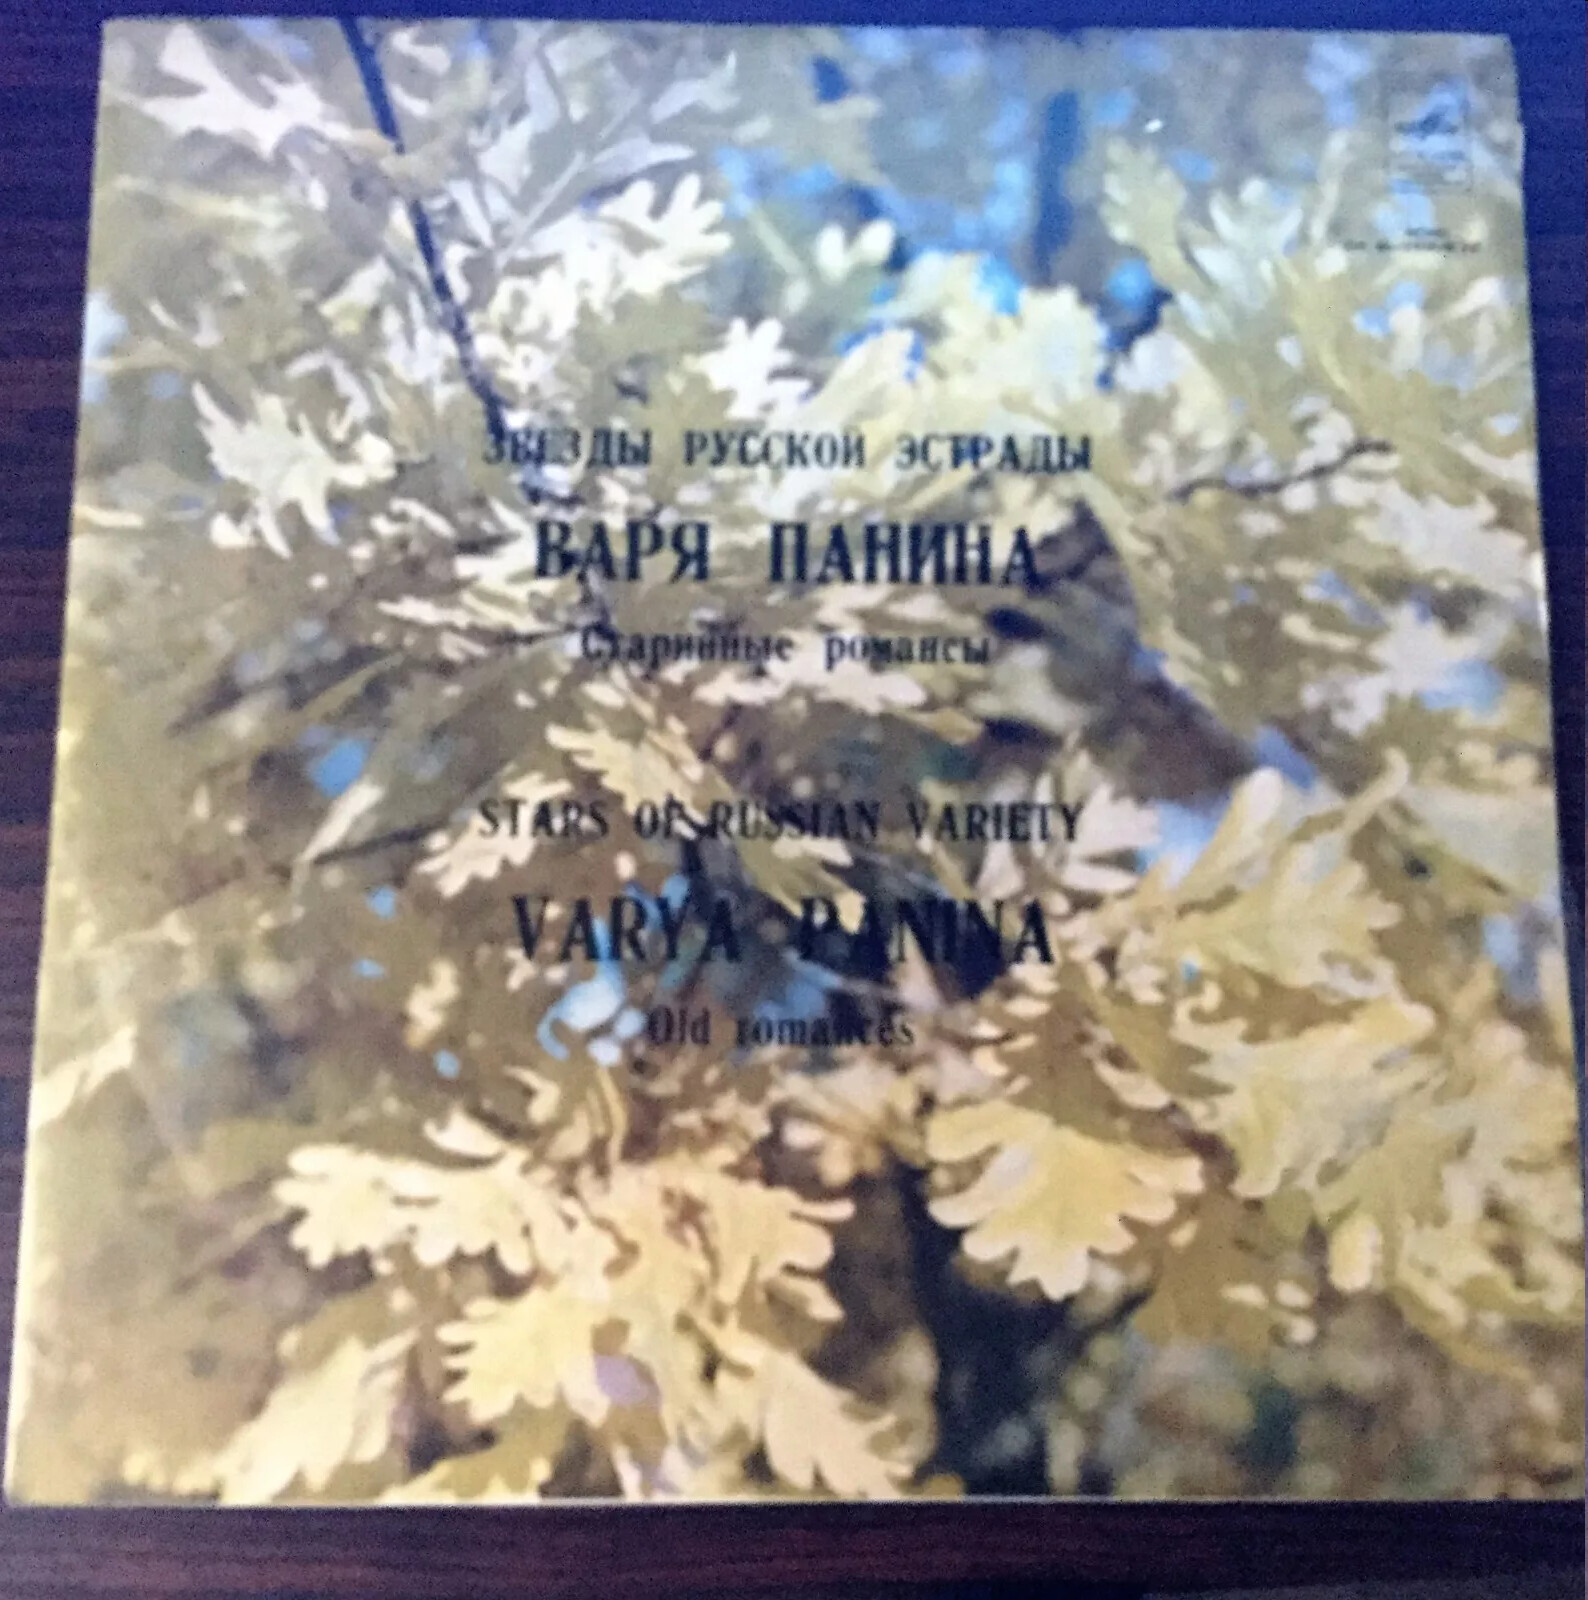 ЗВЕЗДЫ РУССКОЙ ЭСТРАДЫ
ВАРЯ ПАНИНА
Старинные романсы
STARS OF RUSSIAN VARIETY
VARYA PANINA
Old romances